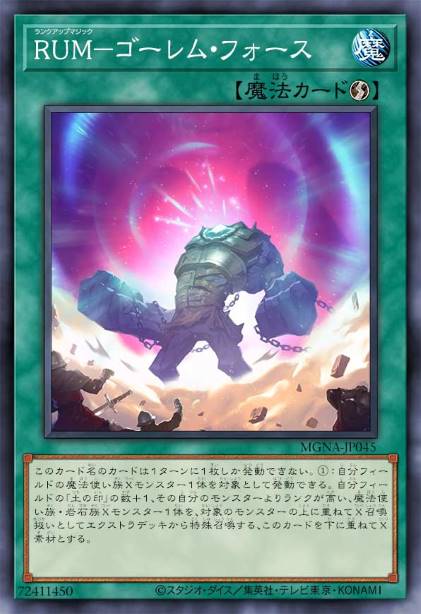 ランクアップマジック
RUM－ゴーレム・フォース
魔
まほう
【魔法カード】
MGNA-JP045
このカード名のカードは1ターンに1枚しか発動できない。①：自分フィー
ルドの魔法使い族Xモンスター1体を対象として発動できる。自分フィー
ルドの「土の印」の数＋1、その自分のモンスターよりランクが高い、魔法使
い族・岩石族Xモンスター1体を、対象のモンスターの上に重ねてX召喚
扱いとしてエクストラデッキから特殊召喚する。このカードを下に重ねてX
素材とする。
72411450
©スタジオ・ダイス／集英社・テレビ東京・KONAMI